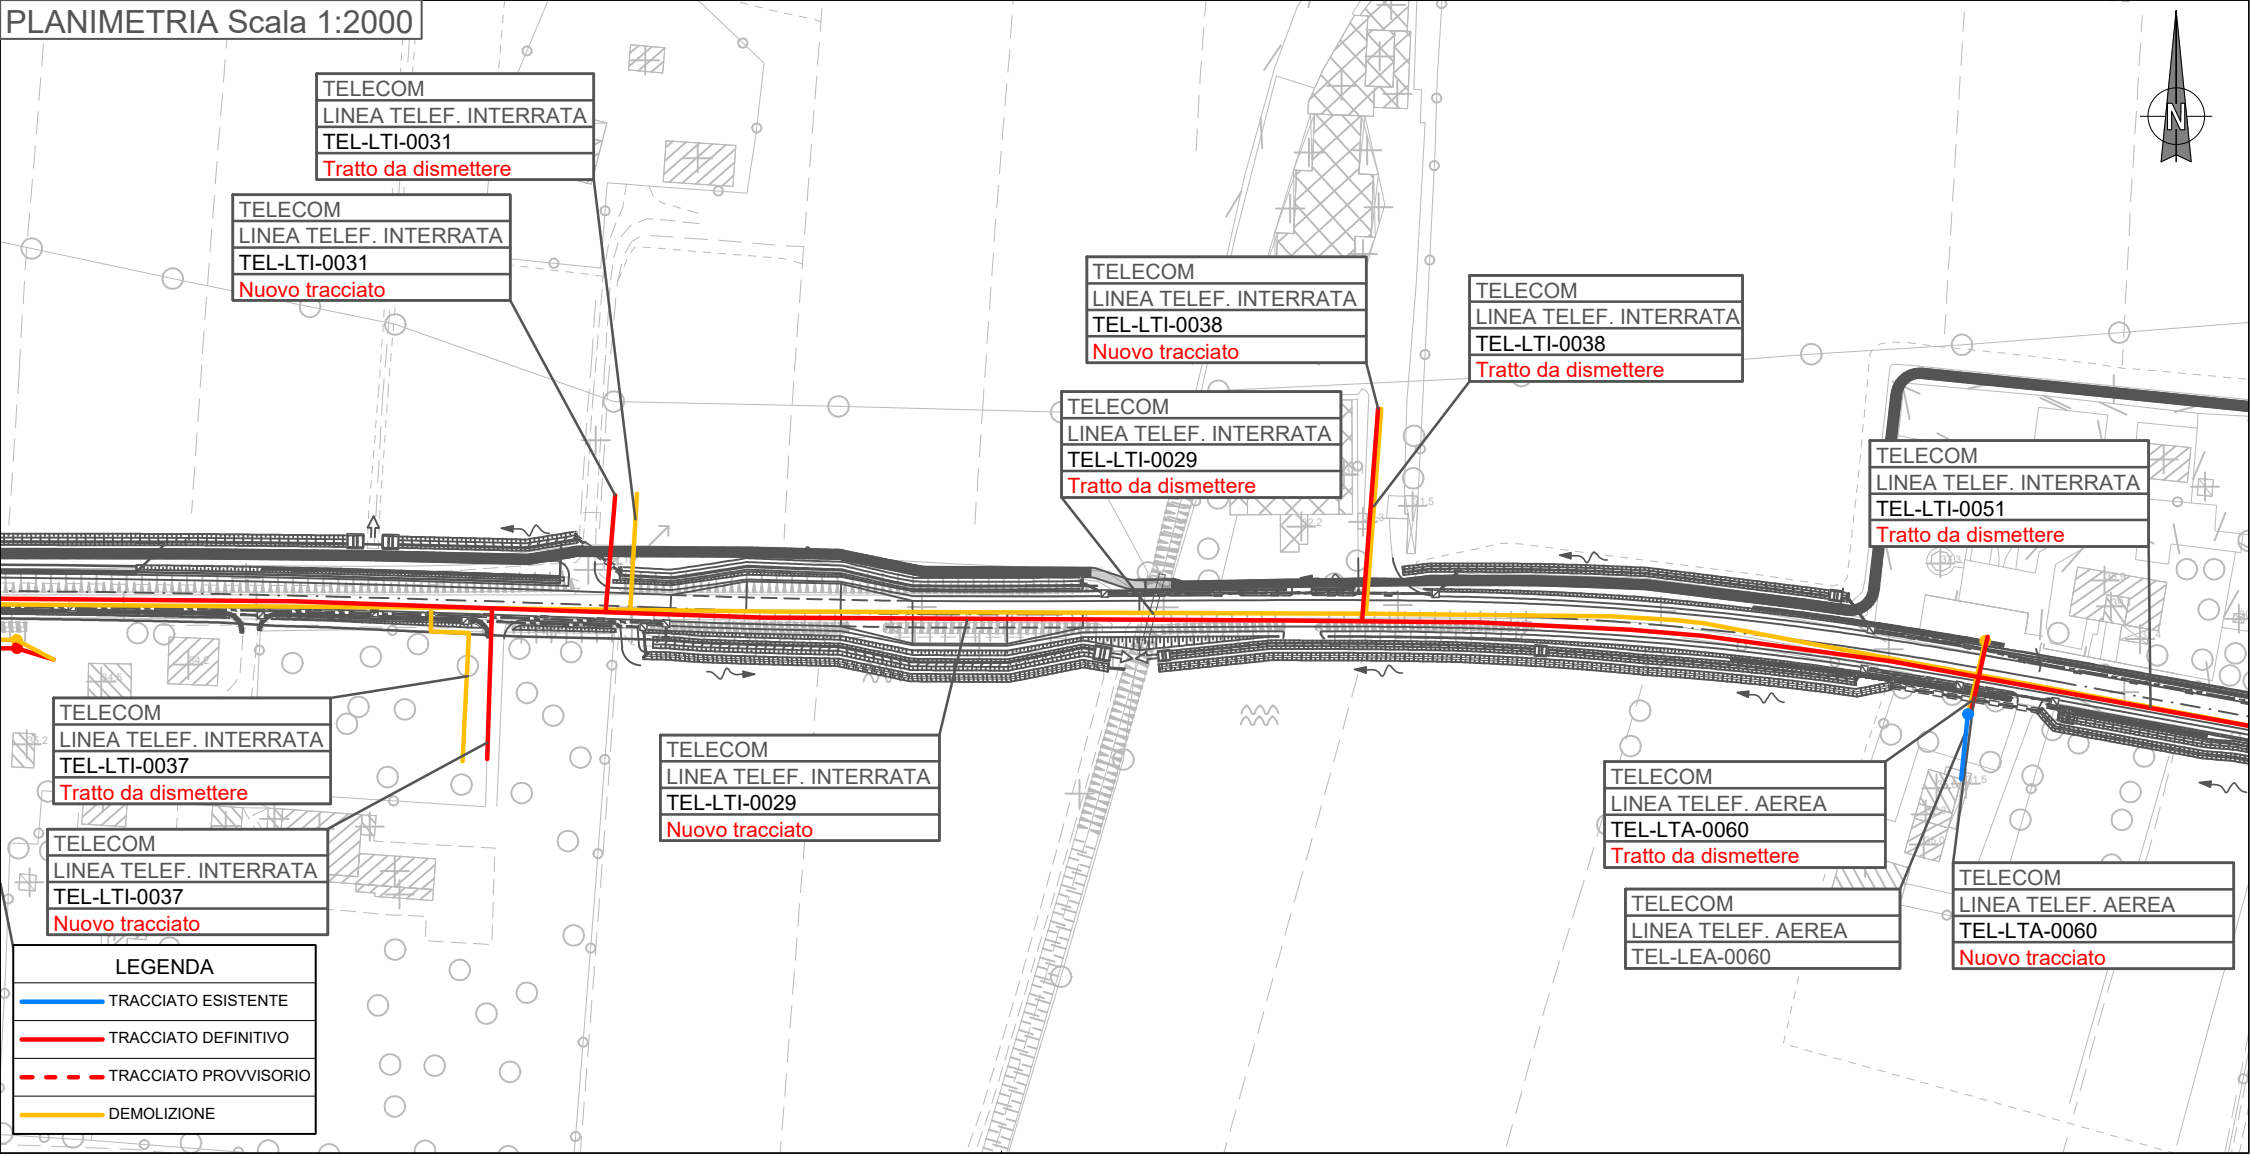 PLANIMETRIA Scala 1:2000
TELECOM
LINEA TELEF. INTERRATA
TEL-LTI-0031
Tratto da dismettere
TELECOM
LINEA TELEF. INTERRATA
TEL-LTI-0031
Nuovo tracciato
TELECOM
LINEA TELEF. INTERRATA
TEL-LTI-0038
Nuovo tracciato
TELECOM
LINEA TELEF. INTERRATA
TEL-LTI-0038
Tratto da dismettere
TELECOM
LINEA TELEF. INTERRATA
TEL-LTI-0029
Tratto da dismettere
TELECOM
LINEA TELEF. INTERRATA
TEL-LTI-0051
Tratto da dismettere
TELECOM
LINEA TELEF. INTERRATA
TEL-LTI-0037
Tratto da dismettere
TELECOM
LINEA TELEF. INTERRATA
TEL-LTI-0037
Nuovo tracciato
TELECOM
LINEA TELEF. INTERRATA
TEL-LTI-0029
Nuovo tracciato
TELECOM
LINEA TELEF. AEREA
TEL-LTA-0060
Tratto da dismettere
TELECOM
LINEA TELEF. AEREA
TEL-LEA-0060
TELECOM
LINEA TELEF. AEREA
TEL-LTA-0060
Nuovo tracciato
LEGENDA
TRACCIATO ESISTENTE
TRACCIATO DEFINITIVO
TRACCIATO PROVVISORIO
DEMOLIZIONE
N